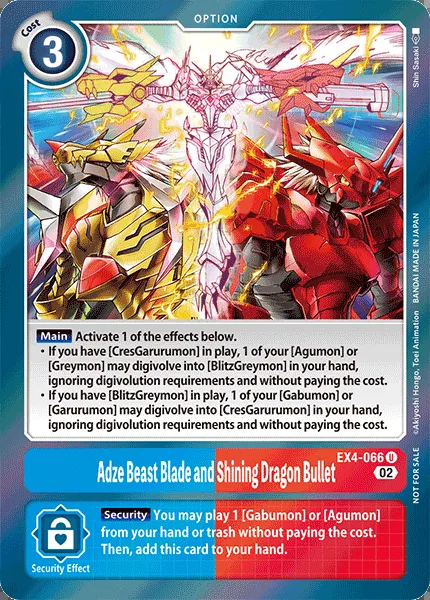 OPTION
Cost
3
Shin Sasaki
Main Activate 1 of the effects below.
・If you have [CresGarurumon] in play, 1 of your [Agumon] or
[Greymon] may digivolve into [BlitzGreymon] in your hand,
ignoring digivolution requirements and without paying the cost.
・If you have [BlitzGreymon] in play, 1 of your [Gabumon] or
[Garurumon] may digivolve into [CresGarurumon] in your hand,
ignoring digivolution requirements and without paying the cost.
EX4-066 U
Adze Beast Blade and Shining Dragon Bullet
02
Security You may play 1 [Gabumon] or [Agumon]
from your hand or trash without paying the cost.
Then, add this card to your hand.
Security Effect
NOT FOR SALE ©Akiyoshi Hongo, Toei Animation BANDAI MADE IN JAPAN